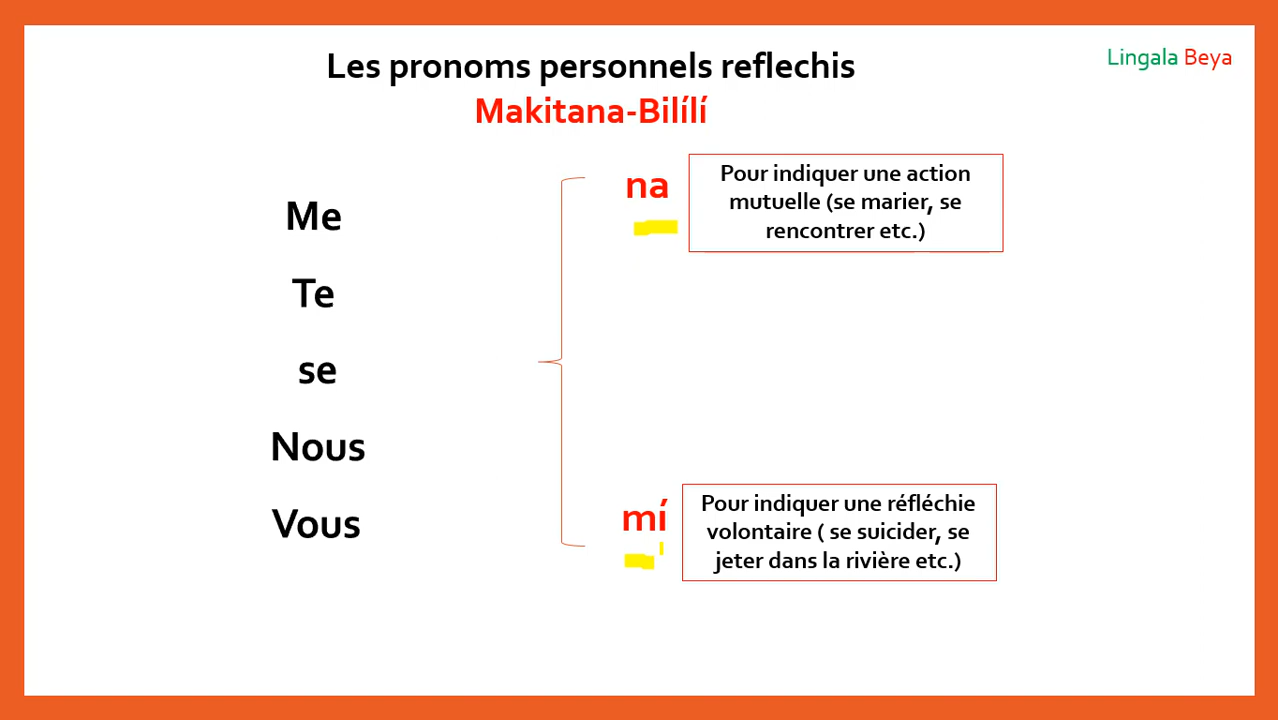 Les pronoms personnels reflechis
Lingala Beya
Makitana-Bilílí
Me
Te
se
Nous
Vous
na
Pour indiquer une action
mutuelle (se marier, se
rencontrer etc.)
mí
Pour indiquer une réfléchie
volontaire ( se suicider, se
jeter dans la rivière etc.)